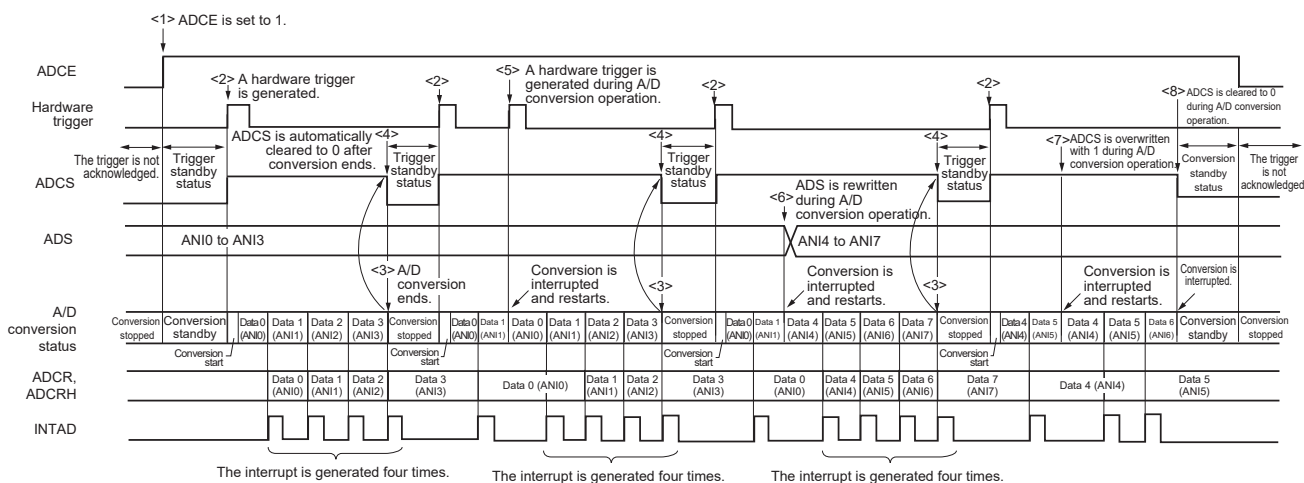 <1> ADCE is set to 1.
ADCE
<2> A hardware trigger
is generated.
<2>
<5> A hardware trigger is
generated during A/D
conversion operation.
<2>
<2>
<8> ADCS is cleared to 0
during A/D conversion
operation.
Hardware
trigger
The trigger is not
acknowledged.
Trigger
standby
status
ADCS is automatically
cleared to 0 after
conversion ends.
<4>
Trigger
standby
status
<4>
Trigger
standby
status
<4>
Trigger
standby
status
<7> ADCS is overwritten
with 1 during A/D
conversion operation.
Conversion
standby
status
The trigger
is not
acknowledged
ADCS
<6> ADS is rewritten
during A/D
conversion operation.
ADS
ANI0 to ANI3
ANI4 to ANI7
<3> A/D
conversion
ends.
Conversion is
interrupted
and restarts.
<3>
Conversion is
interrupted
and restarts.
<3>
Conversion is
interrupted
and restarts.
Conversion is
interrupted.
A/D
conversion
status
Conversion
stopped
Conversion
standby
Data 0
(ANI0)
Data 1
(ANI1)
Data 2
(ANI2)
Data 3
(ANI3)
Conversion
stopped
Data 0
(ANI0)
Data 1
(ANI1)
Data 0
(ANI0)
Data 1
(ANI1)
Data 2
(ANI2)
Data 3
(ANI3)
Conversion
stopped
Data 0
(ANI0)
Data 1
(ANI1)
Data 4
(ANI4)
Data 5
(ANI5)
Data 6
(ANI6)
Data 7
(ANI7)
Conversion
stopped
Data 4
(ANI4)
Data 5
(ANI5)
Data 4
(ANI4)
Data 5
(ANI5)
Data 6
(ANI6)
Conversion
standby
Conversion
stopped
Conversion
start
Conversion
start
Conversion
start
Conversion
start
ADCR,
ADCRH
Data 0
(ANI0)
Data 1
(ANI1)
Data 2
(ANI2)
Data 3
(ANI3)
Data 0 (ANI0)
Data 1
(ANI1)
Data 2
(ANI2)
Data 3
(ANI3)
Data 0
(ANI0)
Data 4
(ANI4)
Data 5
(ANI5)
Data 6
(ANI6)
Data 7
(ANI7)
Data 4 (ANI4)
Data 5
(ANI5)
INTAD
The interrupt is generated four times.
The interrupt is generated four times.
The interrupt is generated four times.